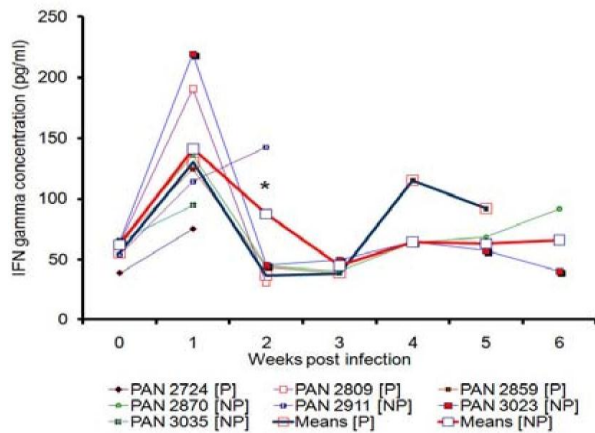 250
200
150
100
50
0
IFN gamma concentration (pg/ml)
*
0 1 2 3 4 5 6
Weeks post infection
PAN 2724 [P] PAN 2809 [P] PAN 2859 [P]
PAN 2870 [NP] PAN 2911 [NP] PAN 3023 [NP]
PAN 3035 [NP] Means [P] Means [NP]